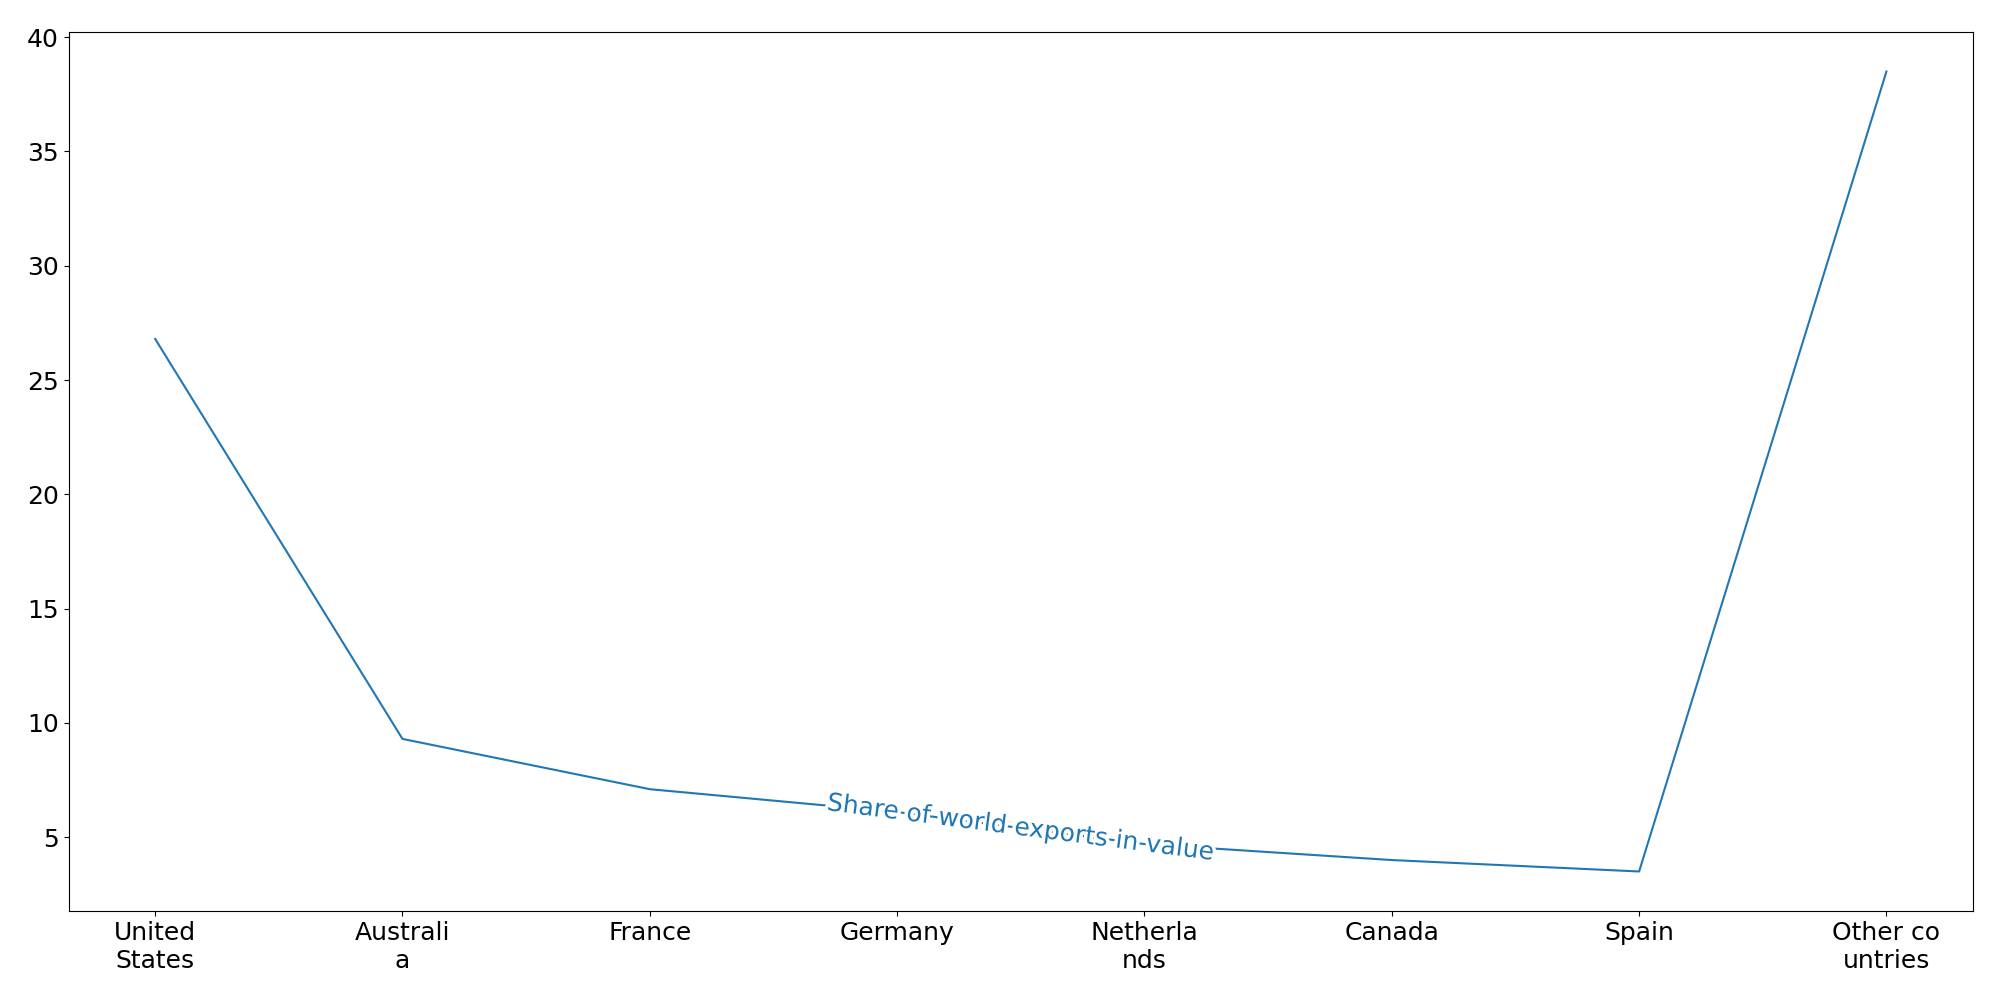 40
35
30
25
20
15
10
5
Share-of-world-exports-in-value
United
States
Australi
a
France
Germany
Netherla
nds
Canada
Spain
Other co
untries